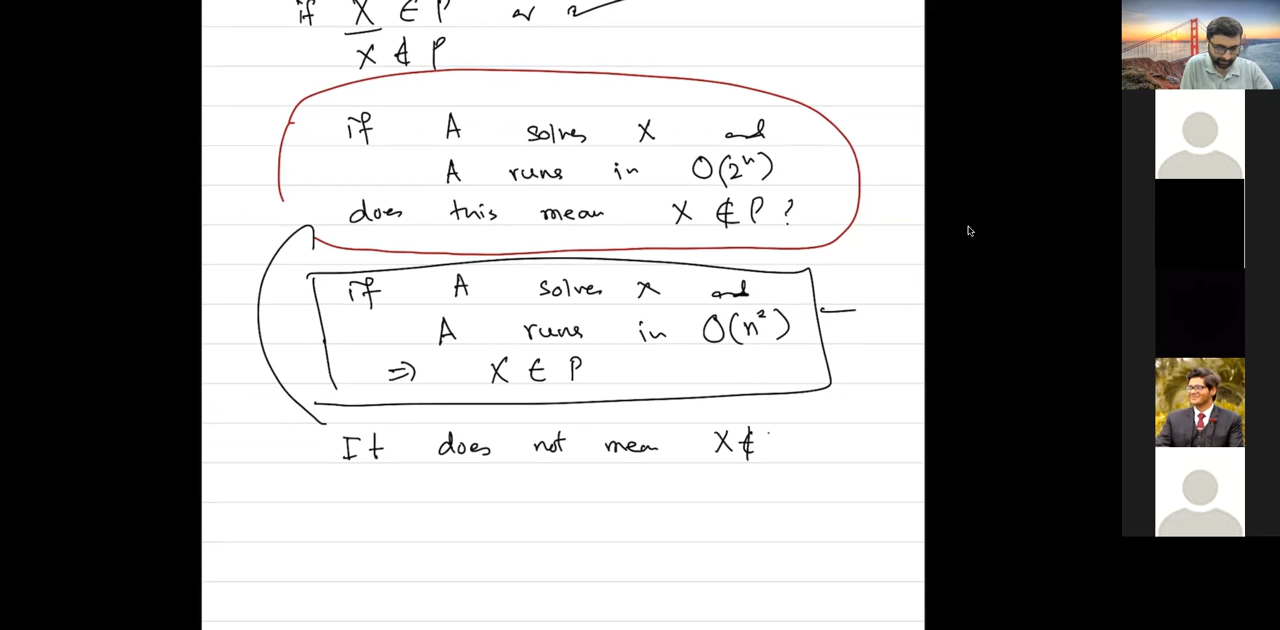 if X ∈ P or
X ∉ P
if A solves X and
A runs in O(2ⁿ)
does this mean X ∉ P ?
if A solves X and
A runs in O(n²)
⇒ X ∈ P
It does not mean X ∉